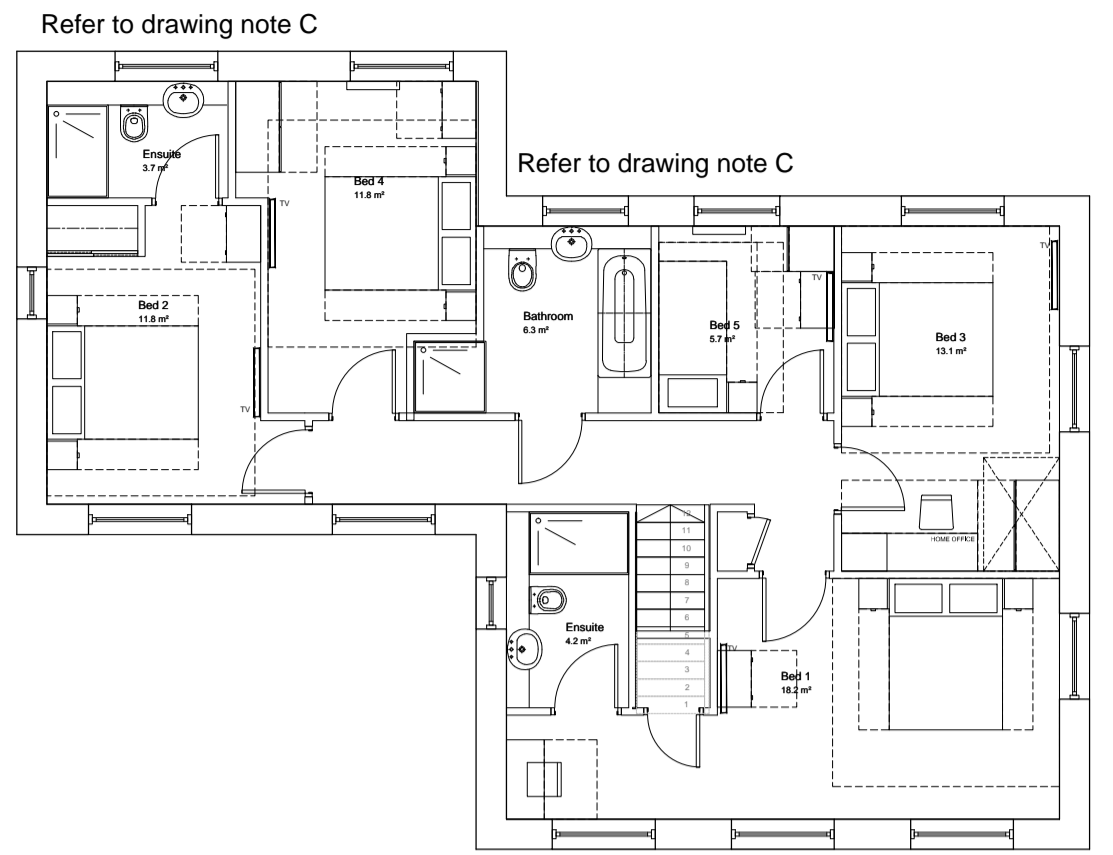 Refer to drawing note C
Refer to drawing note C
Ensuite
3.7 m²
Bed 4
11.8 m²
TV
Bed 2
11.8 m²
TV
Bathroom
6.3 m²
Bed 5
5.7 m²
TV
TV
Bed 3
13.1 m²
HOME OFFICE
12
11
10
9
8
7
6
5
4
3
2
1
Ensuite
4.2 m²
TV
Bed 1
18.2 m²